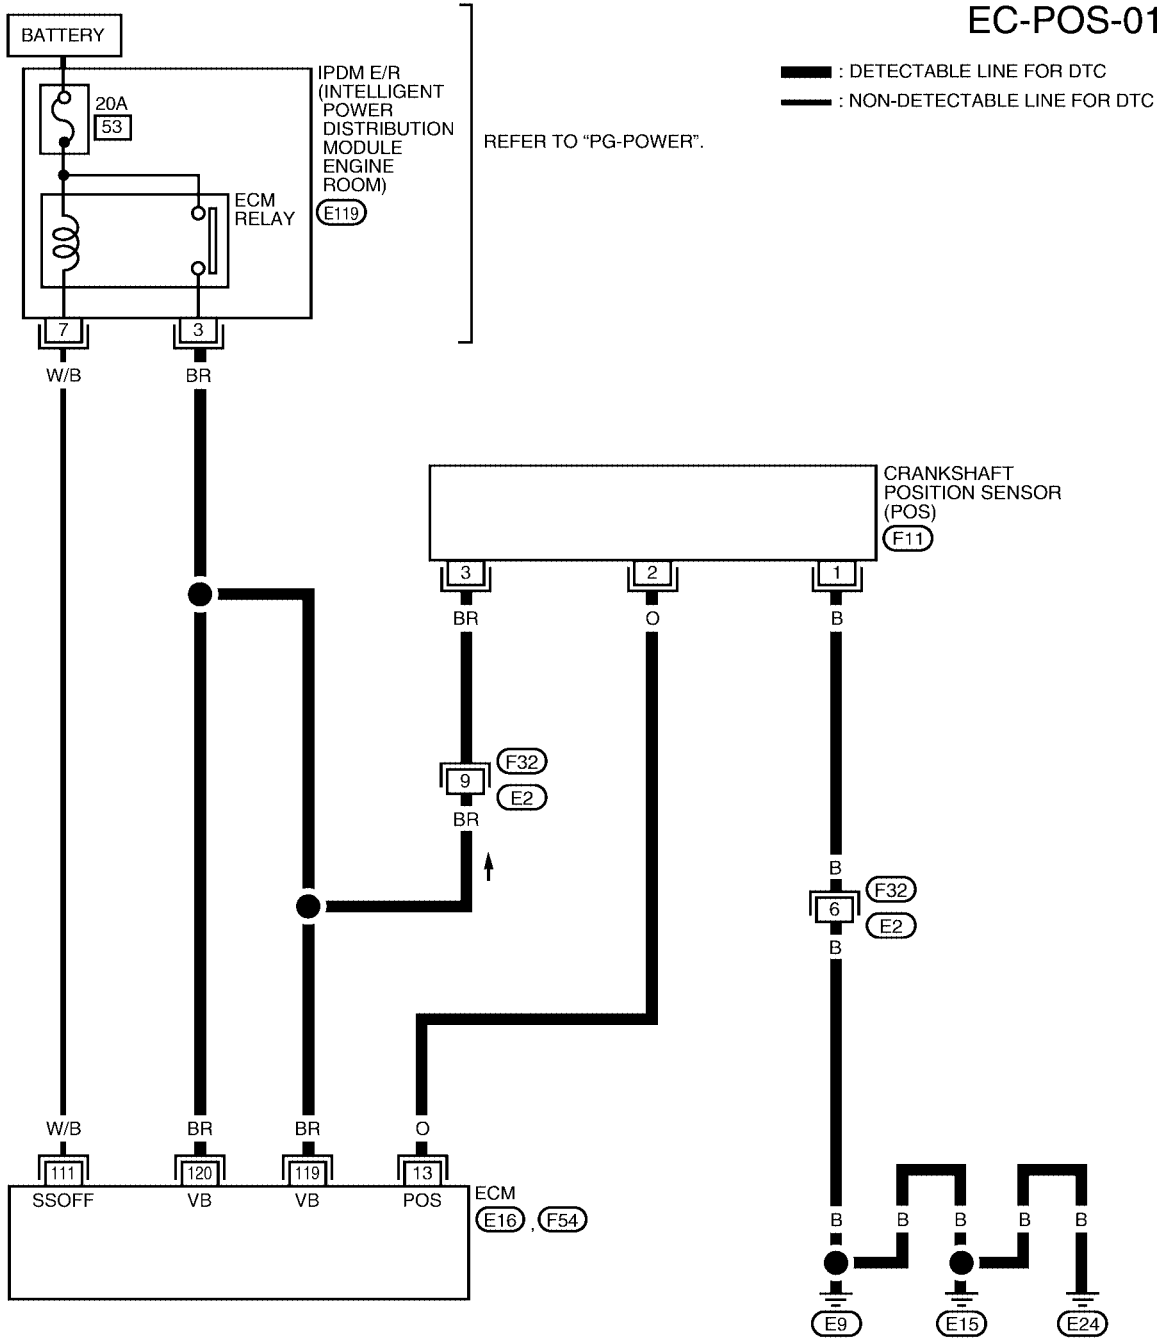 EC-POS-01
BATTERY
: DETECTABLE LINE FOR DTC
: NON-DETECTABLE LINE FOR DTC
20A
53
IPDM E/R
(INTELLIGENT
POWER
DISTRIBUTION
MODULE
ENGINE
ROOM)
E119
REFER TO “PG-POWER”.
ECM
RELAY
7
3
W/B
BR
CRANKSHAFT
POSITION SENSOR
(POS)
F11
3
2
1
BR
O
B
F32
9
E2
BR
B
F32
6
E2
B
W/B
BR
BR
O
111
120
119
13
SSOFF
VB
VB
POS
ECM
E16 , F54
B
B
B
B
B
E9
E15
E24